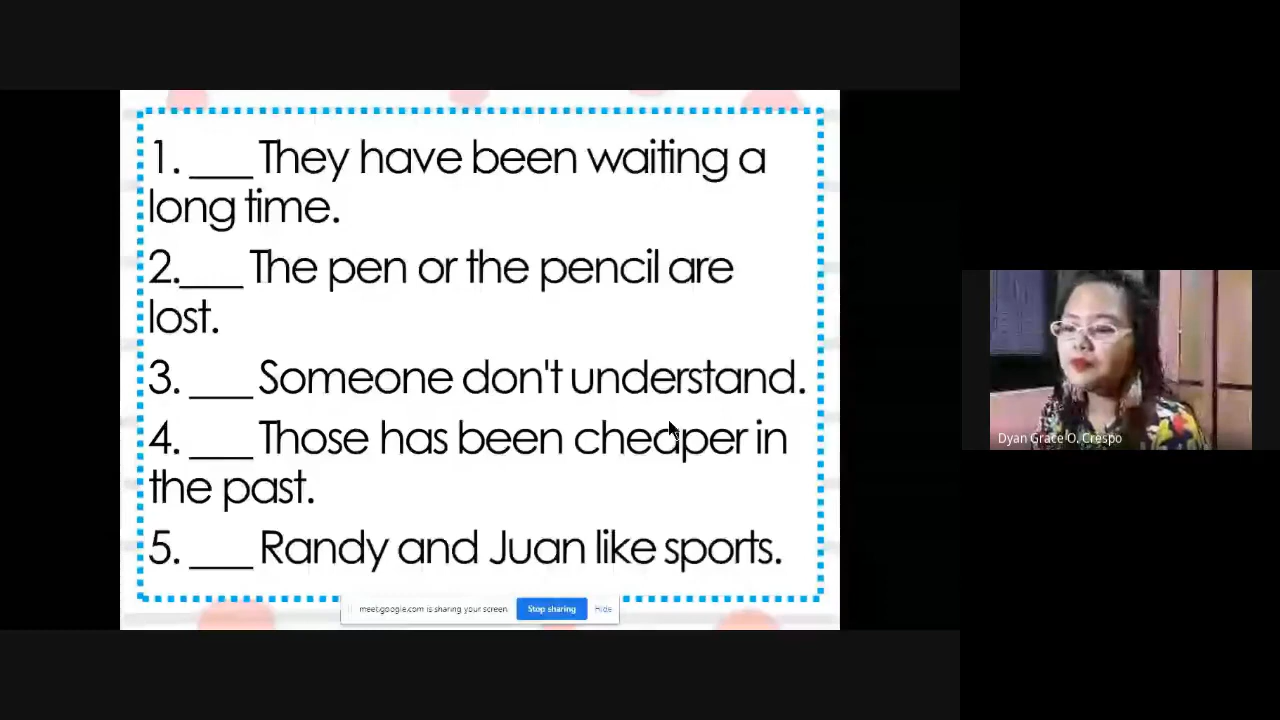 1. ___ They have been waiting a
long time.
2.___ The pen or the pencil are
lost.
3. ___ Someone don't understand.
4. ___ Those has been cheaper in
the past.
5. ___ Randy and Juan like sports.
meet.google.com is sharing your screen. Stop sharing Hide
Dyan Grace O. Crespo